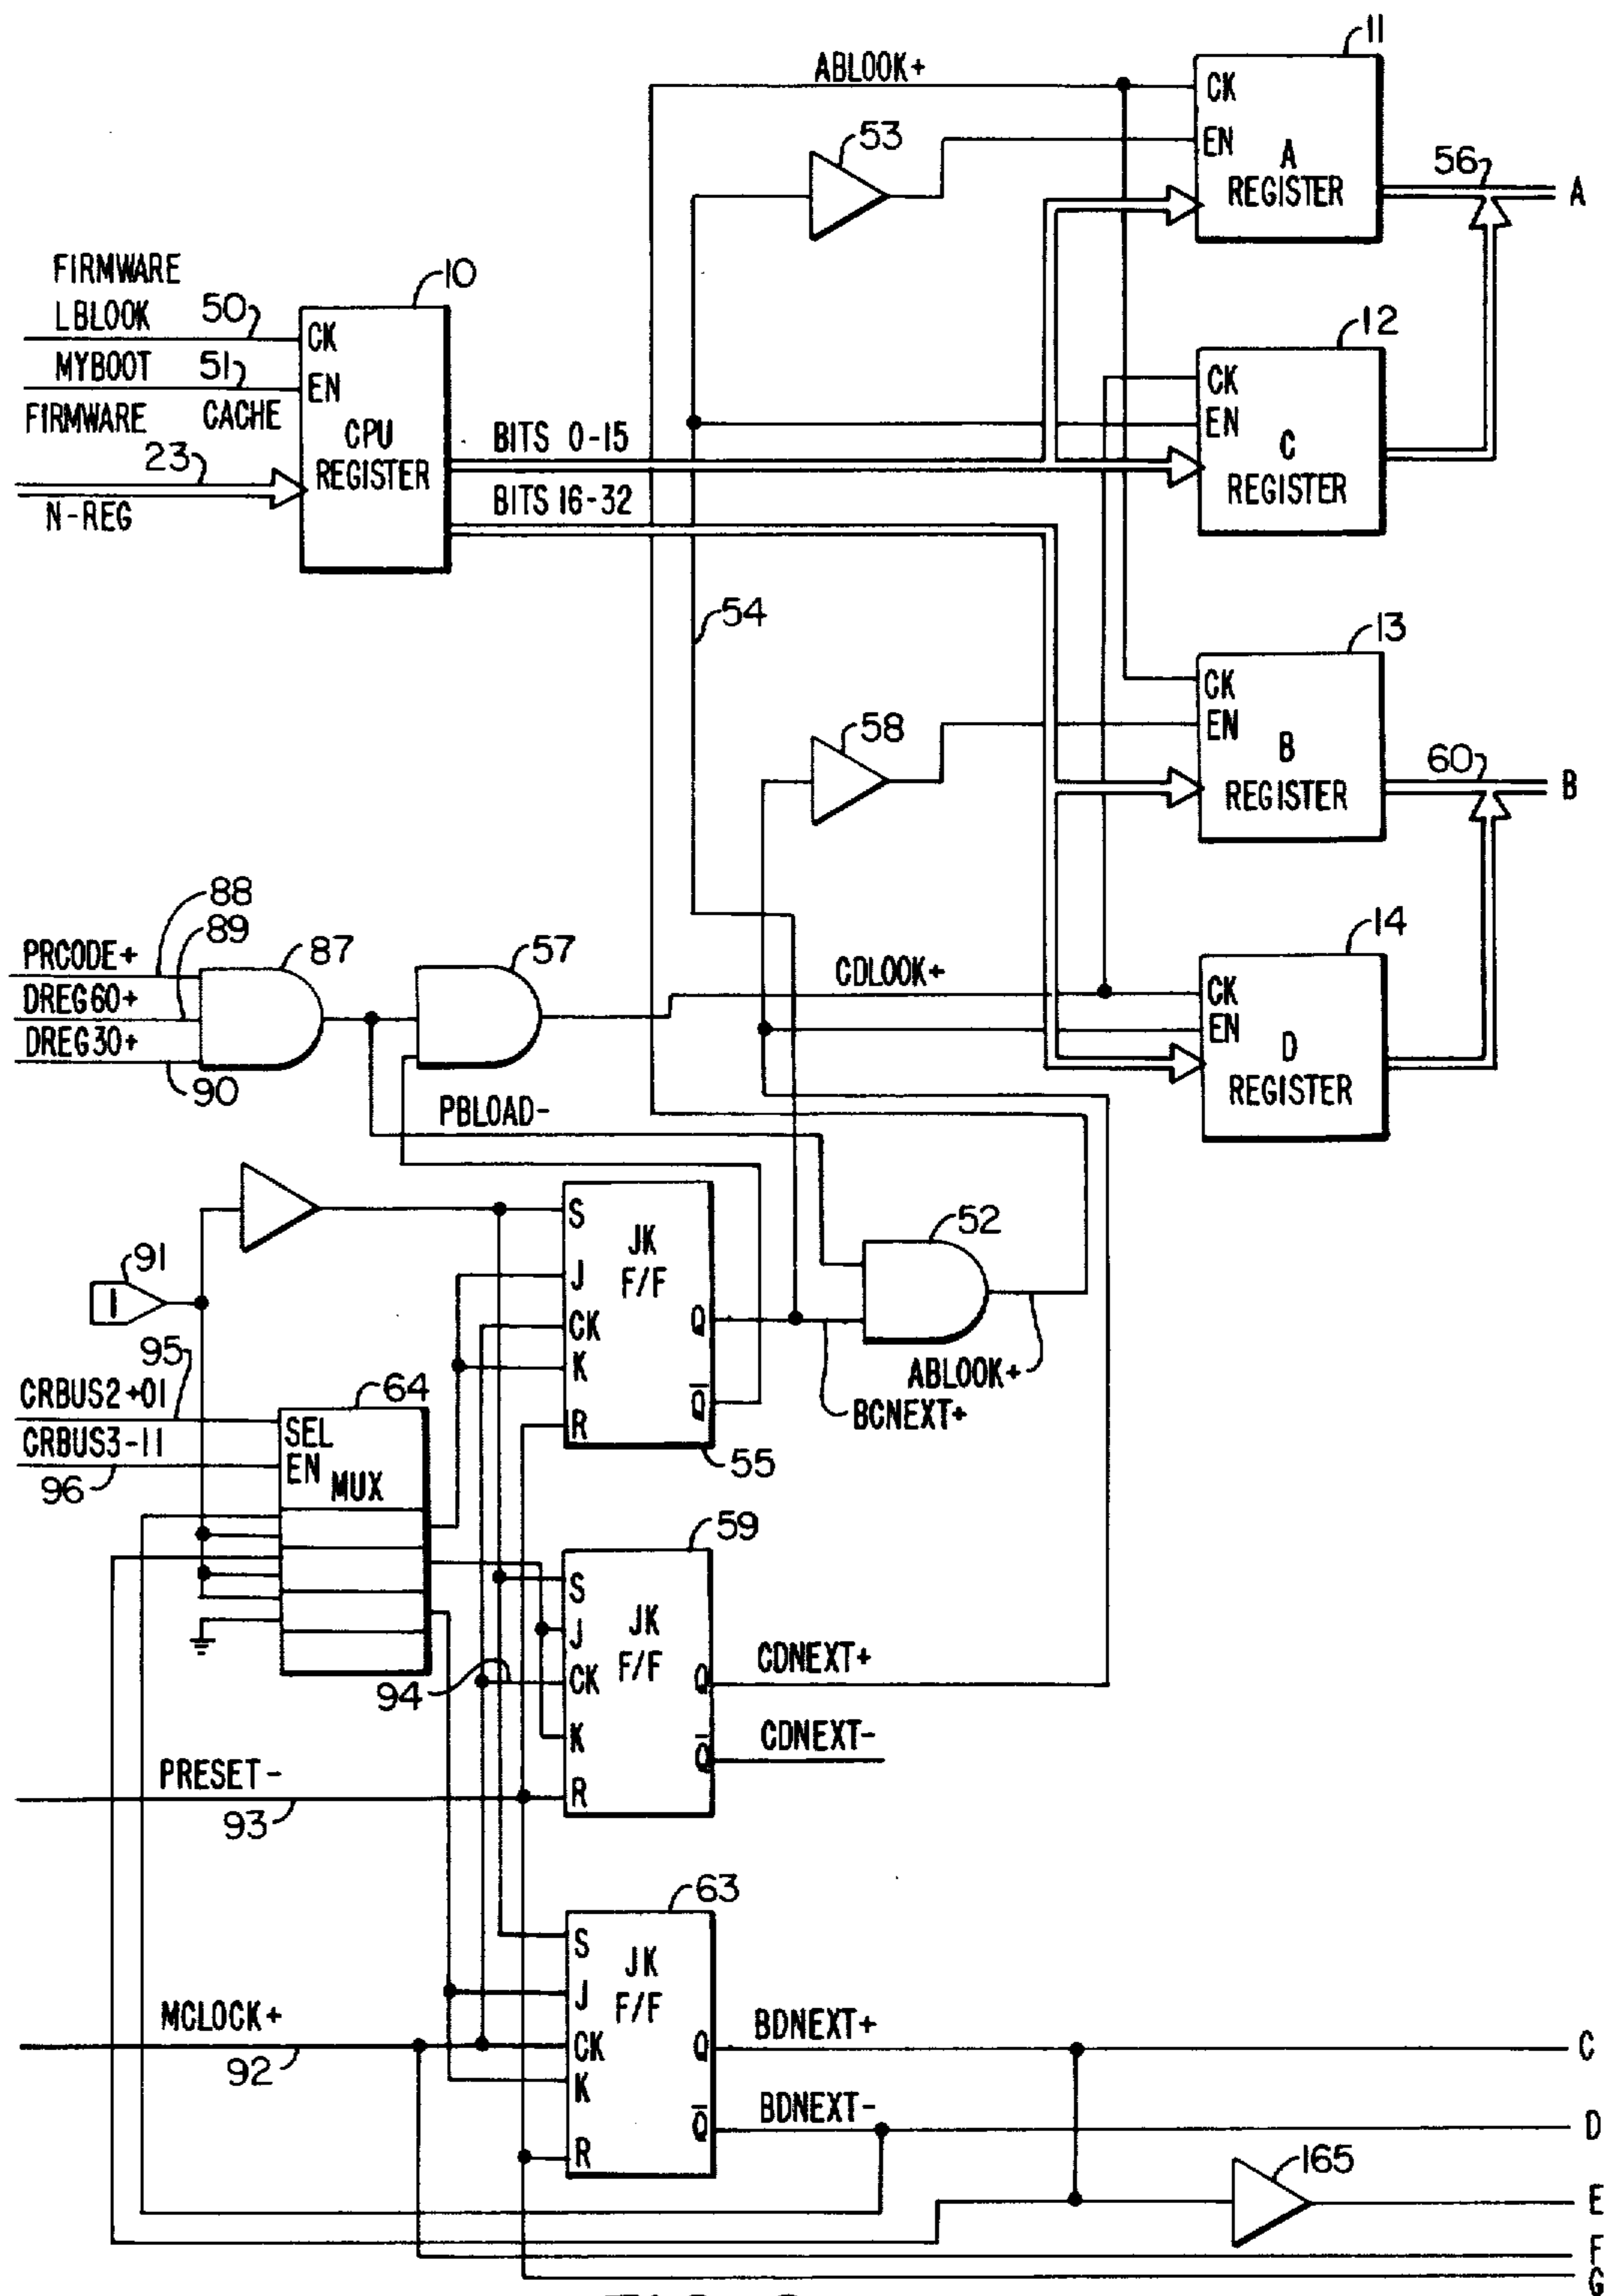 11
ABLOOK+
CK
EN
A
REGISTER
53
56
A
FIRMWARE
LBLOOK
50
10
MYBOOT
51
FIRMWARE
CACHE
23
N-REG
CK
EN
CPU
REGISTER
BITS 0-15
BITS 16-32
12
CK
EN
C
REGISTER
54
13
CK
EN
B
REGISTER
58
60
B
88
89
PRCODE+
87
57
DREG60+
DREG30+
90
CDLOOK+
14
CK
EN
D
REGISTER
PBLOAD-
91
1
S
J
CK
K
R
JK
F/F
Q
Q̅
55
52
ABLOOK+
BCNEXT+
95
CRBUS2+01
64
CRBUS3-11
96
SEL
EN
MUX
59
S
J
CK
K
R
JK
F/F
Q
Q̅
94
CDNEXT+
CDNEXT-
PRESET-
93
63
S
J
CK
K
R
JK
F/F
Q
Q̅
MCLOCK+
92
BDNEXT+
C
BDNEXT-
D
165
E
F
G